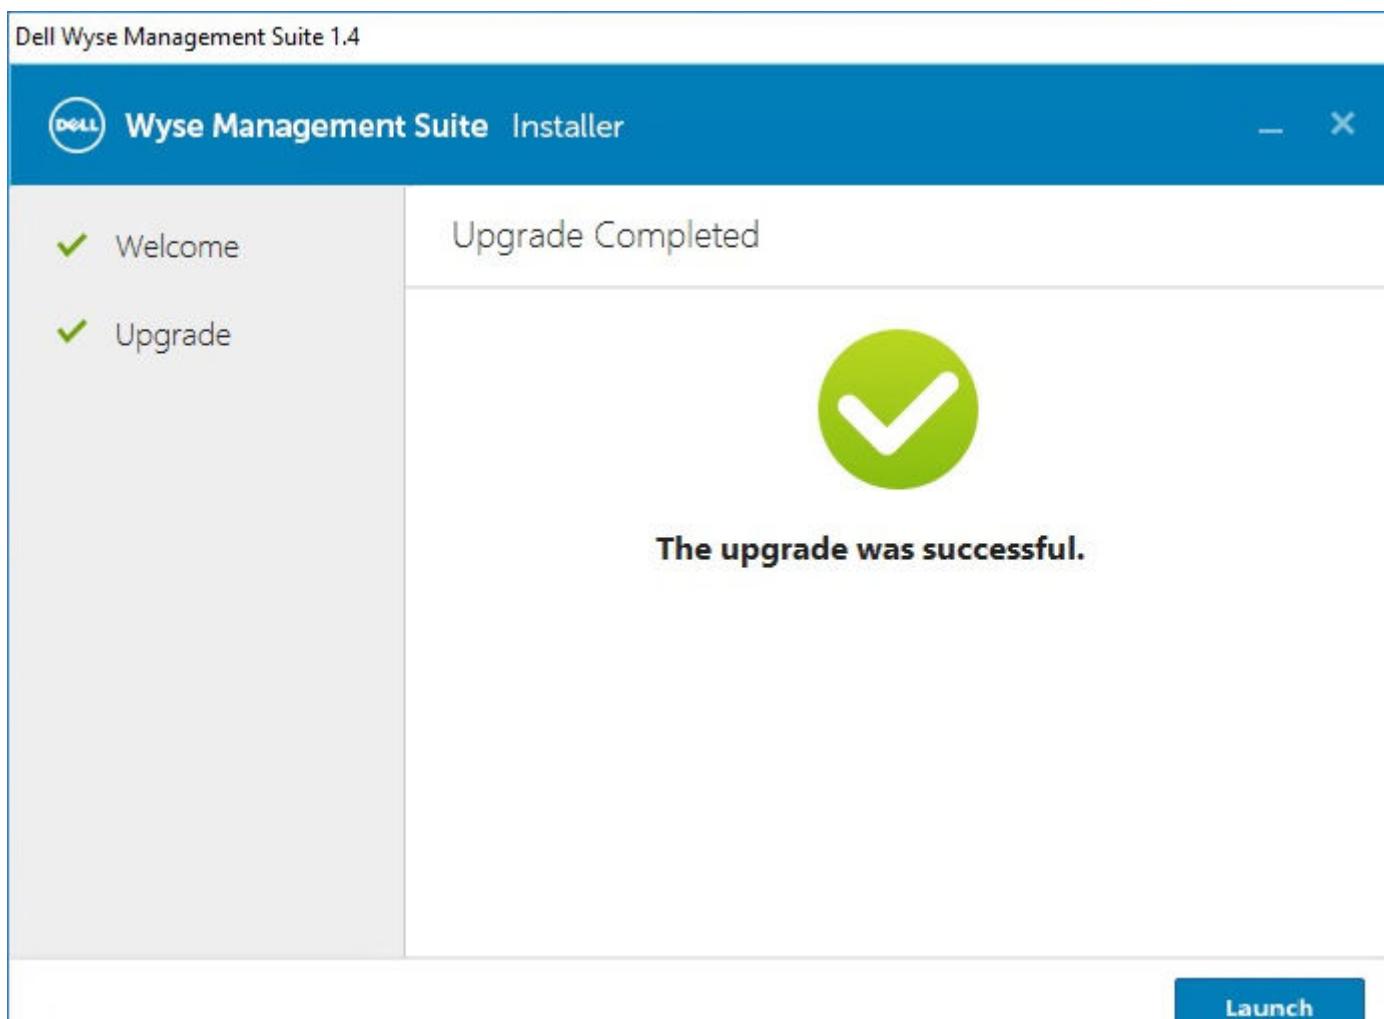 Dell Wyse Management Suite 1.4
DELL Wyse Management Suite Installer
Welcome
Upgrade Completed
Upgrade
The upgrade was successful.
Launch